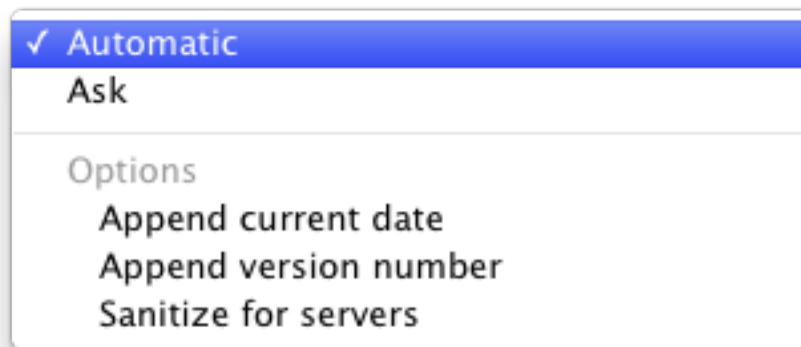 ✓ Automatic
Ask
Options
Append current date
Append version number
Sanitize for servers